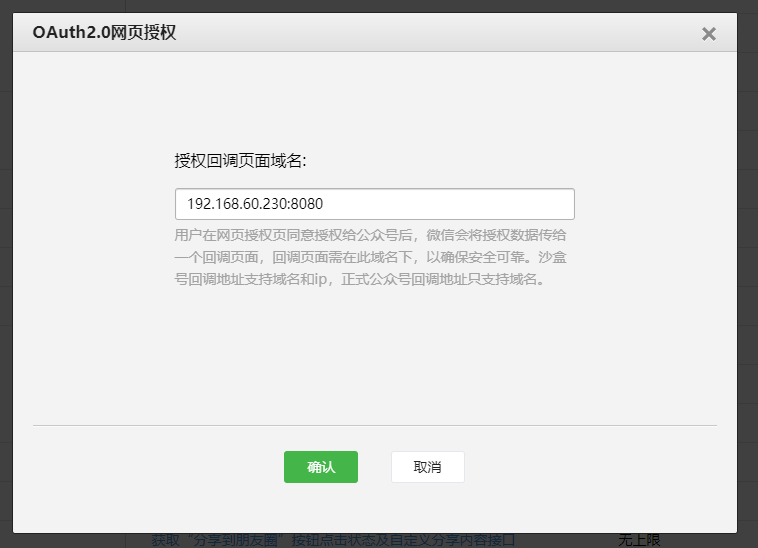 OAuth2.0网页授权
授权回调页面域名:
192.168.60.230:8080
用户在网页授权页同意授权给公众号后，微信会将授权数据传给
一个回调页面，回调页面需在此域名下，以确保安全可靠。沙盒
号回调地址支持域名和ip，正式公众号回调地址只支持域名。
确认 取消
获取“分享到朋友圈”按钮点击状态及自定义分享内容接口 无上限